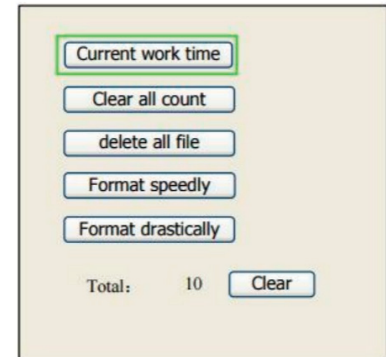 Current work time
Clear all count
delete all file
Format speedly
Format drastically
Total： 10 Clear